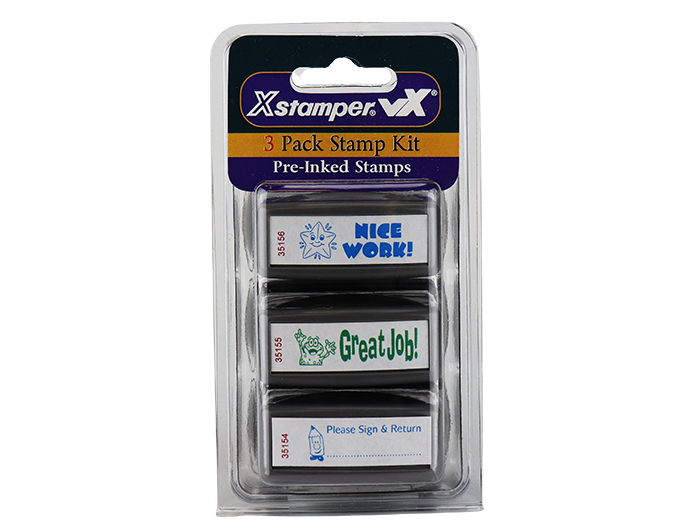 Xstamper® VX®
3 Pack Stamp Kit
Pre-Inked Stamps
35156
NICE
WORK!
35155
Great Job!
35154
Please Sign & Return